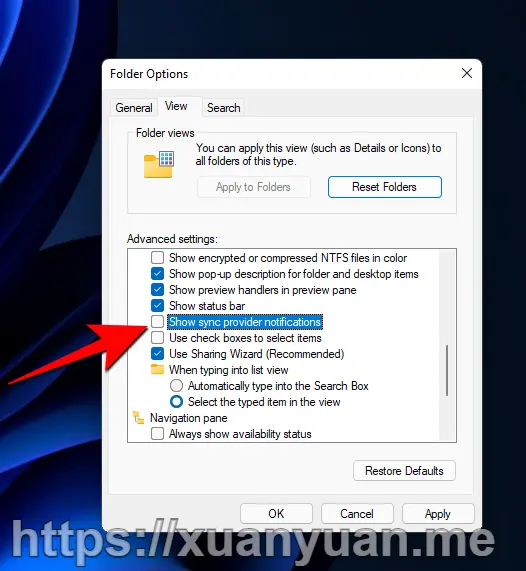 Folder Options
General View Search
Folder views
You can apply this view (such as Details or Icons) to
all folders of this type.
Apply to Folders Reset Folders
Advanced settings:
Show encrypted or compressed NTFS files in color
Show pop-up description for folder and desktop items
Show preview handlers in preview pane
Show status bar
Show sync provider notifications
Use check boxes to select items
Use Sharing Wizard (Recommended)
When typing into list view
Automatically type into the Search Box
Select the typed item in the view
Navigation pane
Always show availability status
Restore Defaults
OK Cancel Apply
https://xuanyuan.me